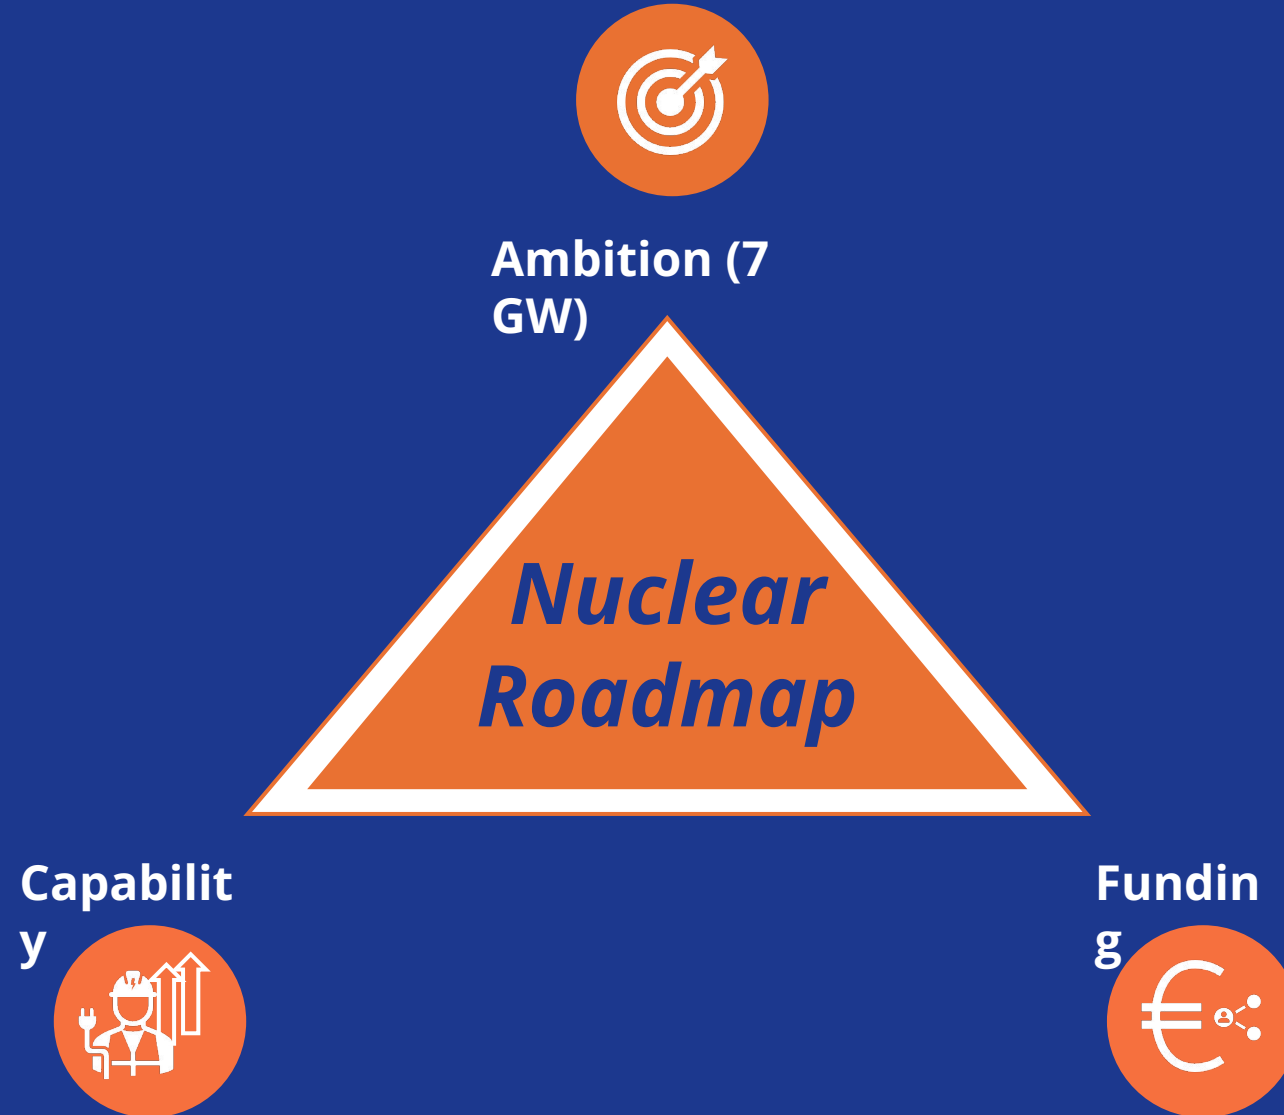 Ambition (7
GW)
Nuclear
Roadmap
Capabilit
y
Fundin
g